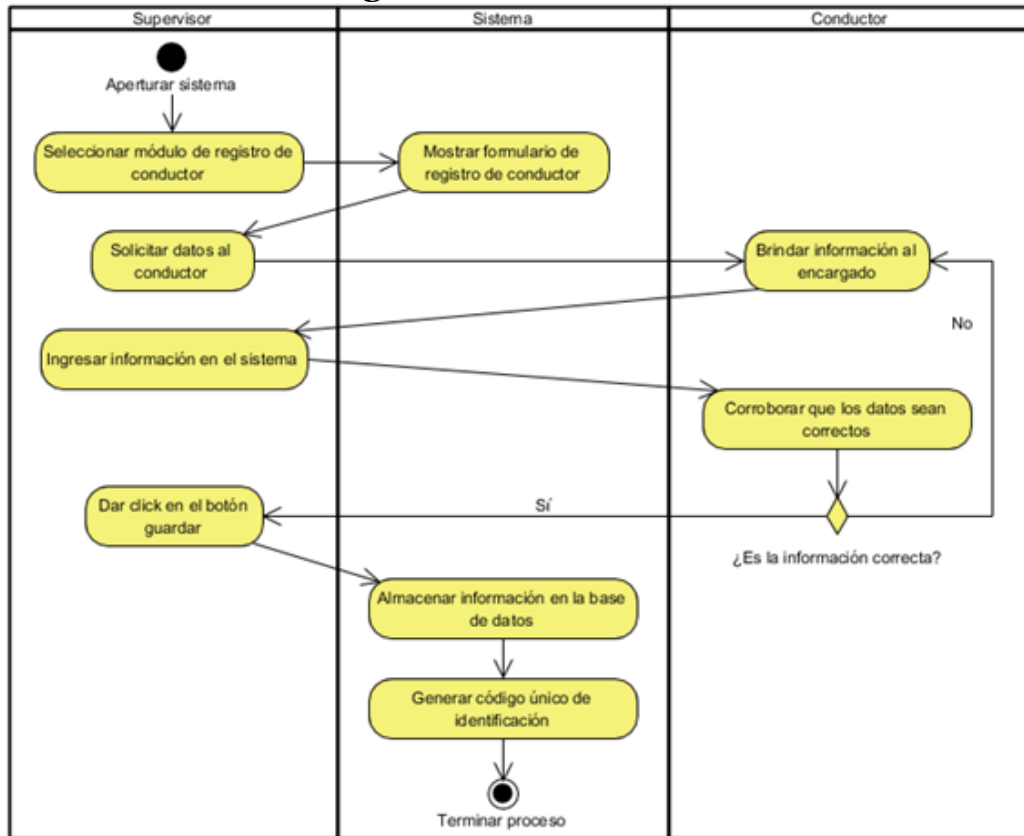 Supervisor
Sistema
Conductor
Aperturar sistema
Seleccionar módulo de registro de
conductor
Mostrar formulario de
registro de conductor
Solicitar datos al
conductor
Brindar información al
encargado
No
Ingresar información en el sistema
Corroborar que los datos sean
correctos
Dar click en el botón
guardar
Sí
¿Es la información correcta?
Almacenar información en la base
de datos
Generar código único de
identificación
Terminar proceso